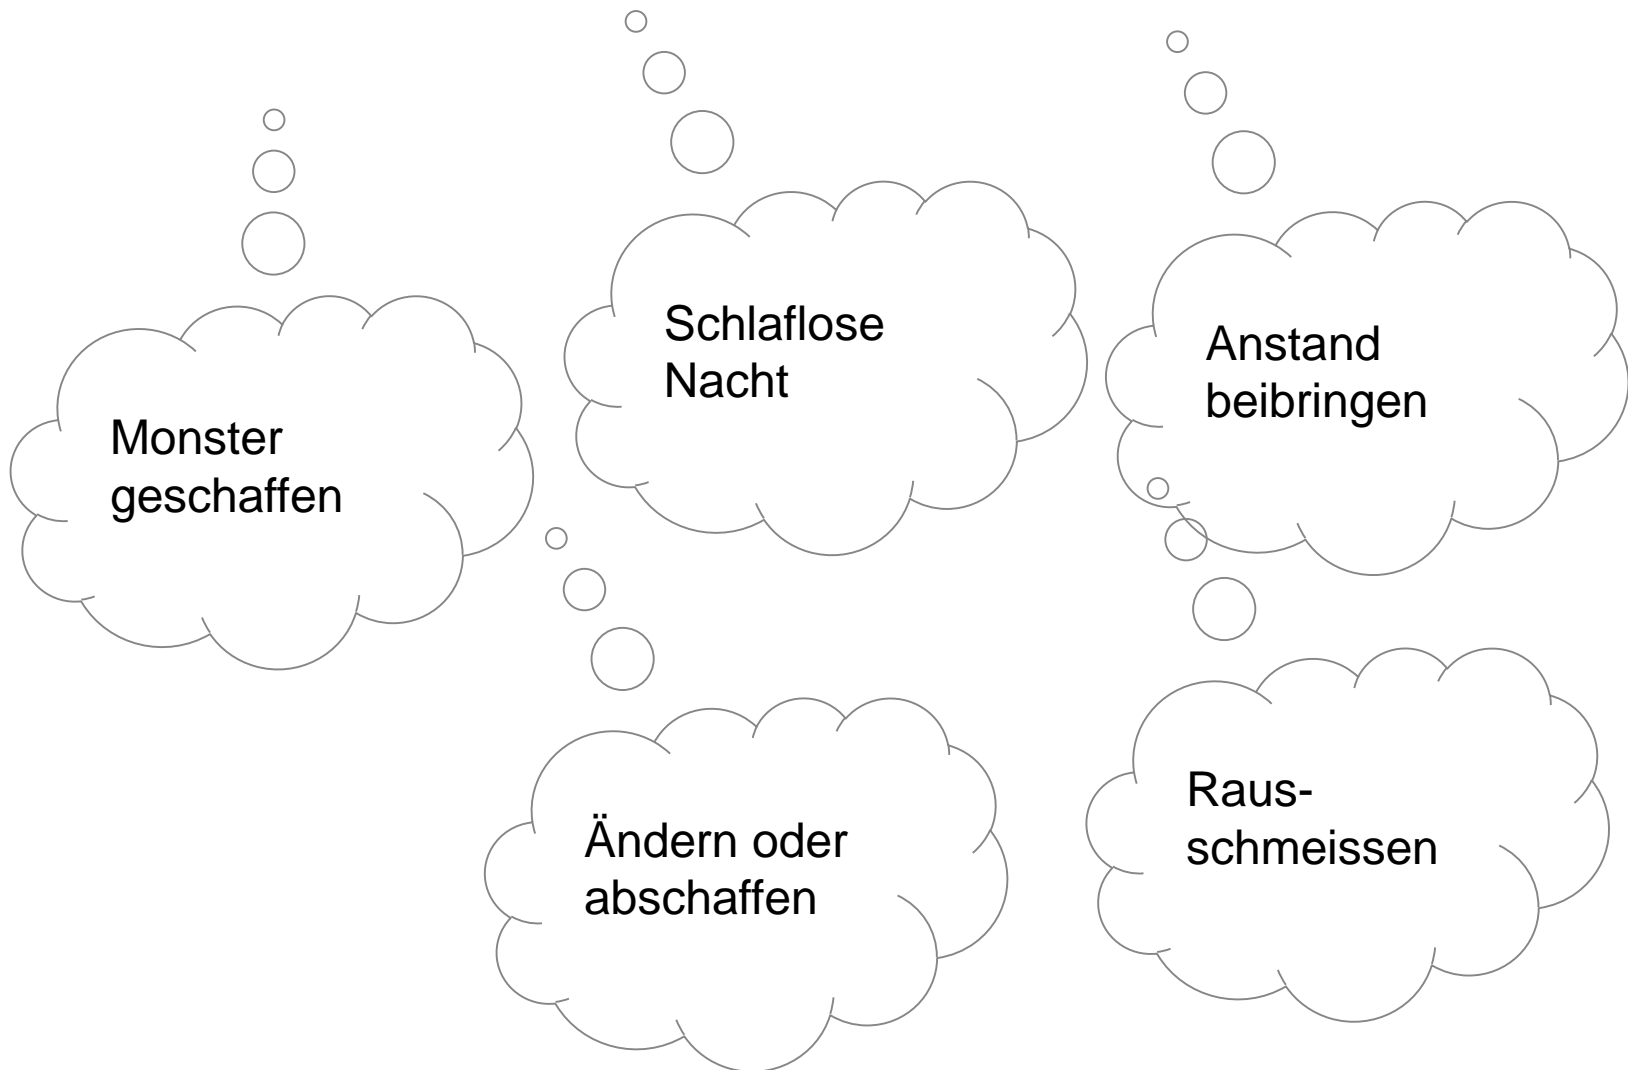 Monster
geschaffen
Schlaflose
Nacht
Anstand
beibringen
Ändern oder
abschaffen
Raus-
schmeissen